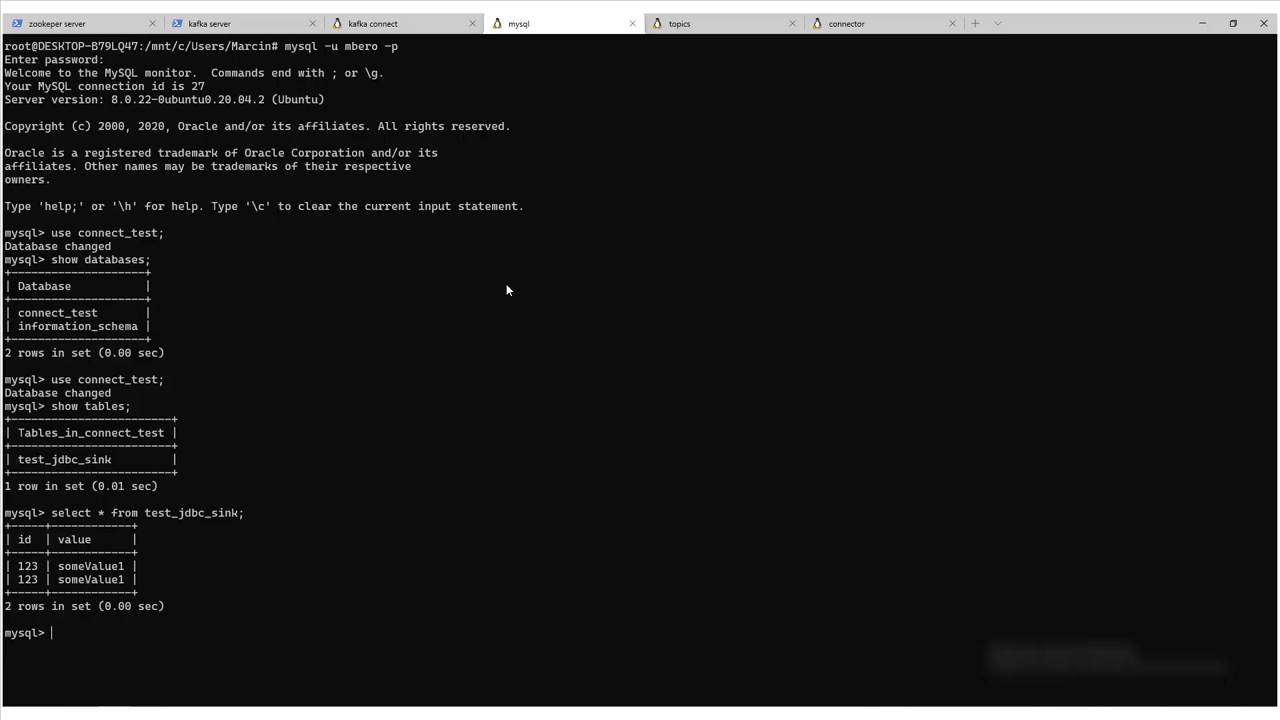 zookeper server
kafka server
kafka connect
mysql
topics
connector
root@DESKTOP-B79LQ47:/mnt/c/Users/Marcin# mysql -u mbero -p
Enter password:
Welcome to the MySQL monitor.  Commands end with ; or \g.
Your MySQL connection id is 27
Server version: 8.0.22-0ubuntu0.20.04.2 (Ubuntu)
Copyright (c) 2000, 2020, Oracle and/or its affiliates. All rights reserved.
Oracle is a registered trademark of Oracle Corporation and/or its
affiliates. Other names may be trademarks of their respective
owners.
Type 'help;' or '\h' for help. Type '\c' to clear the current input statement.
mysql> use connect_test;
Database changed
mysql> show databases;
+--------------------+
| Database           |
+--------------------+
| connect_test       |
| information_schema |
+--------------------+
2 rows in set (0.00 sec)
mysql> use connect_test;
Database changed
mysql> show tables;
+------------------------+
| Tables_in_connect_test |
+------------------------+
| test_jdbc_sink         |
+------------------------+
1 row in set (0.01 sec)
mysql> select * from test_jdbc_sink;
+-----+------------+
| id  | value      |
+-----+------------+
| 123 | someValue1 |
| 123 | someValue1 |
+-----+------------+
2 rows in set (0.00 sec)
mysql>